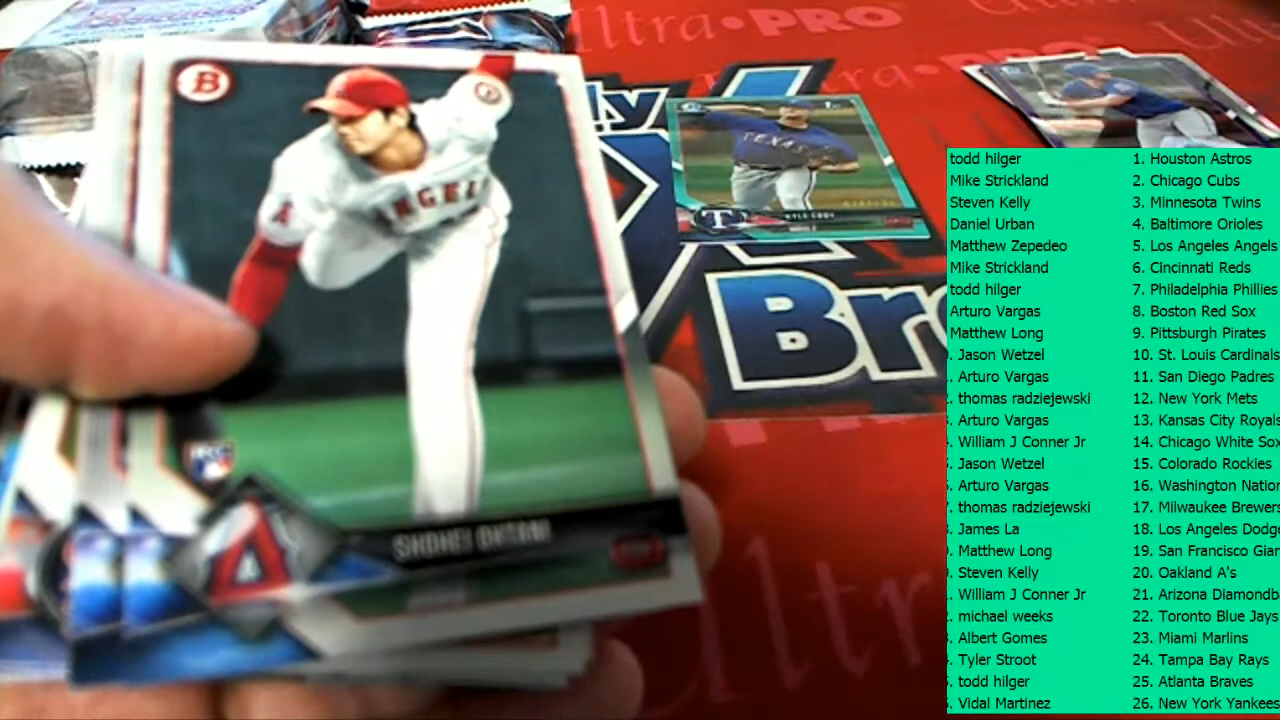 Ultra•PRO
B
ANGELS
SHOHEI OHTANI
TEXAS
T
KYLE CODY
Bre
Ultr
todd hilger 1. Houston Astros
Mike Strickland 2. Chicago Cubs
Steven Kelly 3. Minnesota Twins
Daniel Urban 4. Baltimore Orioles
Matthew Zepedeo 5. Los Angeles Angels
Mike Strickland 6. Cincinnati Reds
todd hilger 7. Philadelphia Phillies
Arturo Vargas 8. Boston Red Sox
Matthew Long 9. Pittsburgh Pirates
. Jason Wetzel 10. St. Louis Cardinals
. Arturo Vargas 11. San Diego Padres
. thomas radziejewski 12. New York Mets
. Arturo Vargas 13. Kansas City Royals
. William J Conner Jr 14. Chicago White Sox
. Jason Wetzel 15. Colorado Rockies
. Arturo Vargas 16. Washington Nation
. thomas radziejewski 17. Milwaukee Brewers
. James La 18. Los Angeles Dodge
. Matthew Long 19. San Francisco Gian
. Steven Kelly 20. Oakland A's
. William J Conner Jr 21. Arizona Diamondb
. michael weeks 22. Toronto Blue Jays
. Albert Gomes 23. Miami Marlins
. Tyler Stroot 24. Tampa Bay Rays
. todd hilger 25. Atlanta Braves
. Vidal Martinez 26. New York Yankees